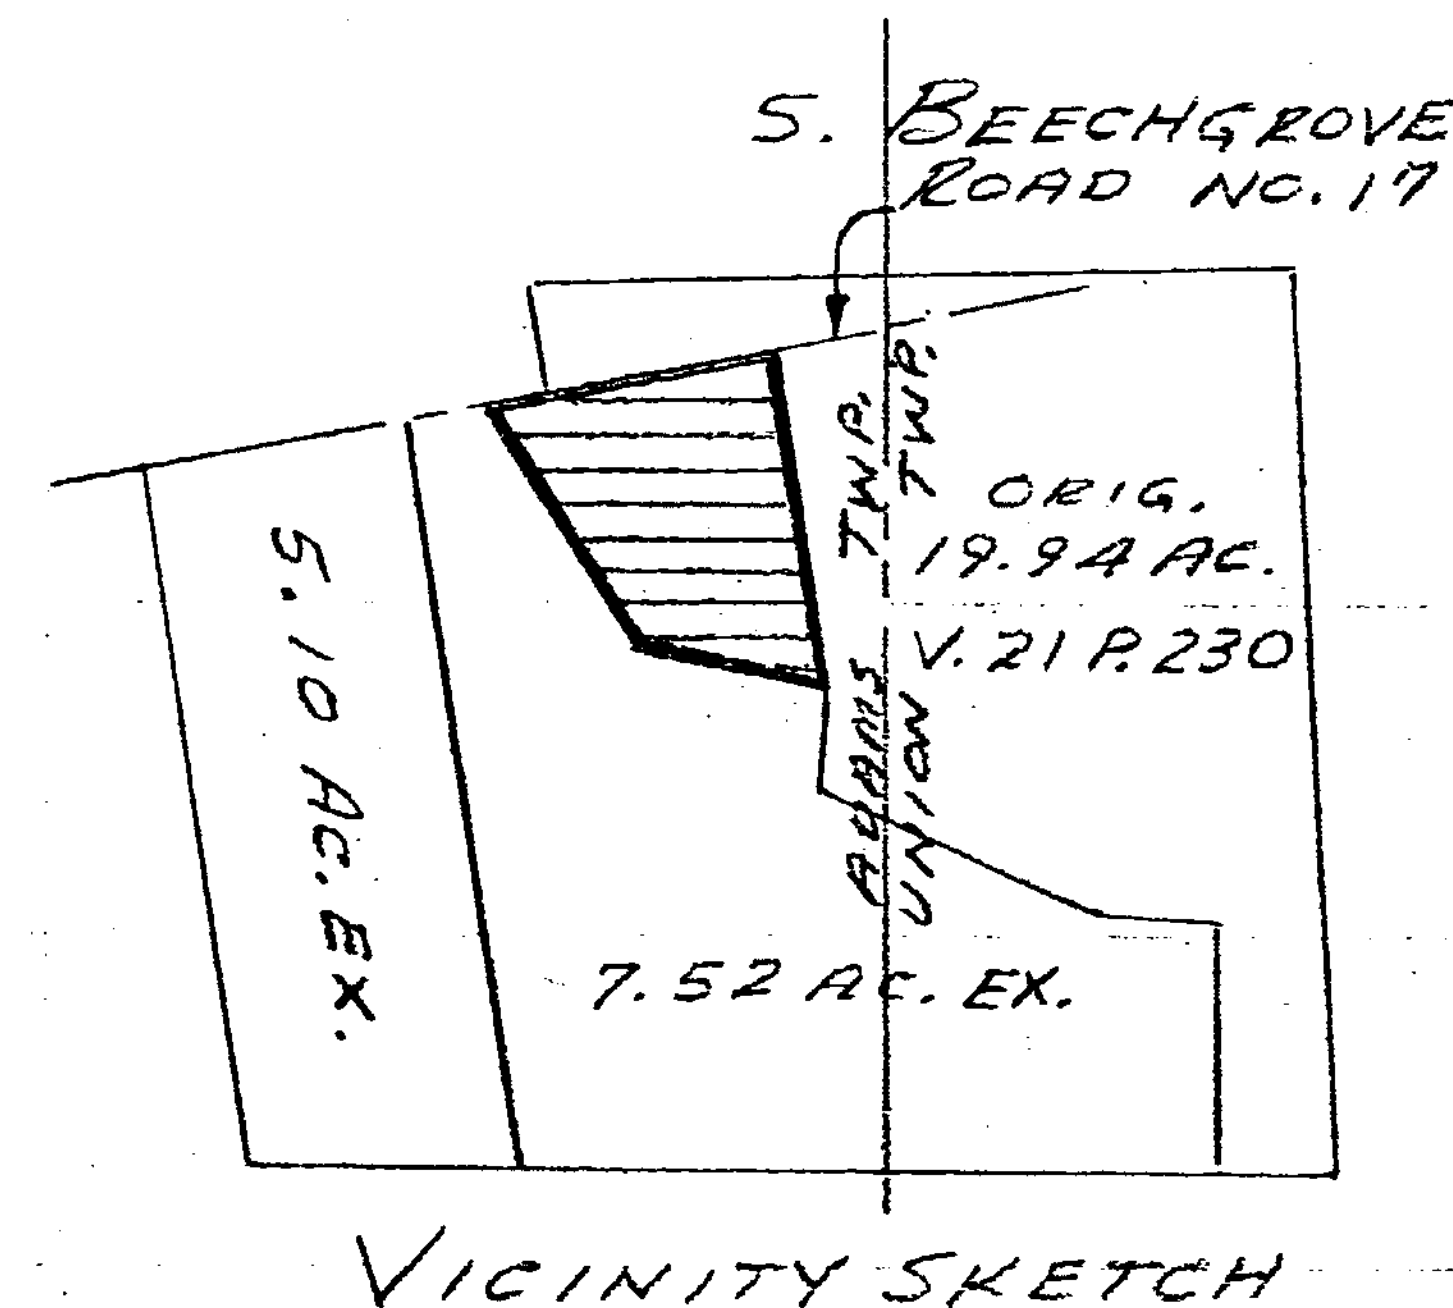 S. BEECHGROVE
ROAD NO. 17
ADAMS TWP.
UNION TWP.
ORIG.
19.94 AC.
V. 21 P. 230
5.10 AC. EX.
7.52 AC. EX.
VICINITY SKETCH